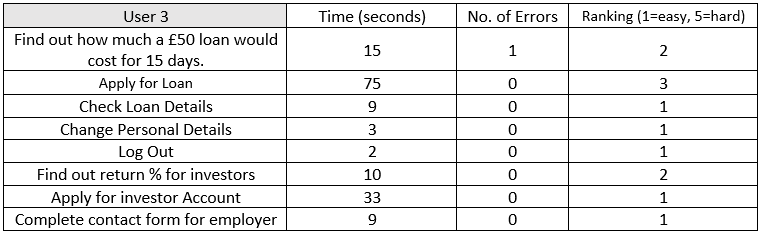 User 3 Time (seconds) No. of Errors Ranking (1=easy, 5=hard)
Find out how much a £50 loan would
cost for 15 days. 15 1 2
Apply for Loan 75 0 3
Check Loan Details 9 0 1
Change Personal Details 3 0 1
Log Out 2 0 1
Find out return % for investors 10 0 2
Apply for investor Account 33 0 1
Complete contact form for employer 9 0 1